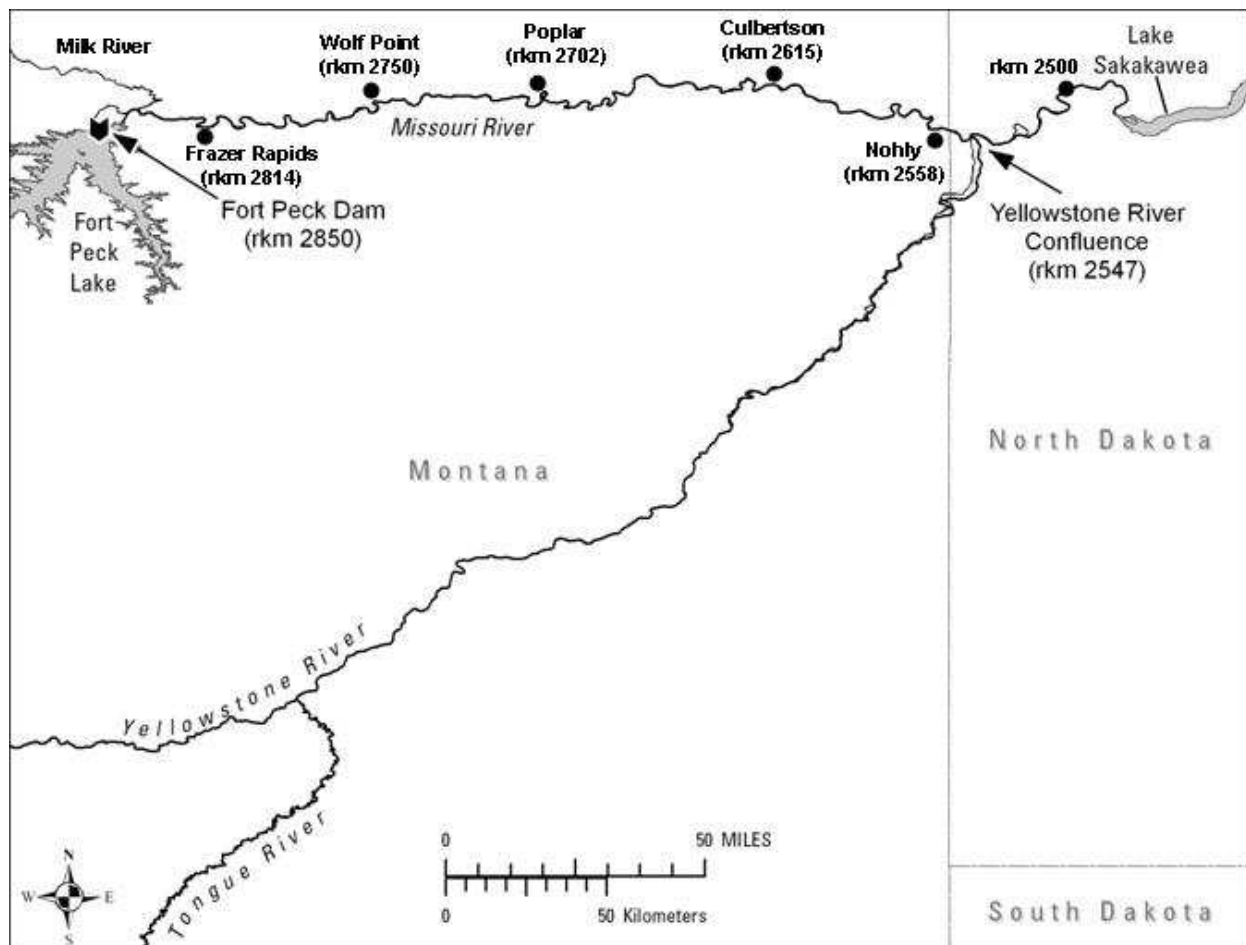 Milk River
Wolf Point
(rkm 2750)
Poplar
(rkm 2702)
Culbertson
(rkm 2615)
rkm 2500
Lake
Sakakawea
Missouri River
Frazer Rapids
(rkm 2814)
Nohly
(rkm 2558)
Fort Peck Dam
(rkm 2850)
Fort
Peck
Lake
Yellowstone River
Confluence
(rkm 2547)
Montana
North Dakota
Yellowstone River
Tongue River
0
50 MILES
0
50 Kilometers
N
W
E
S
South Dakota